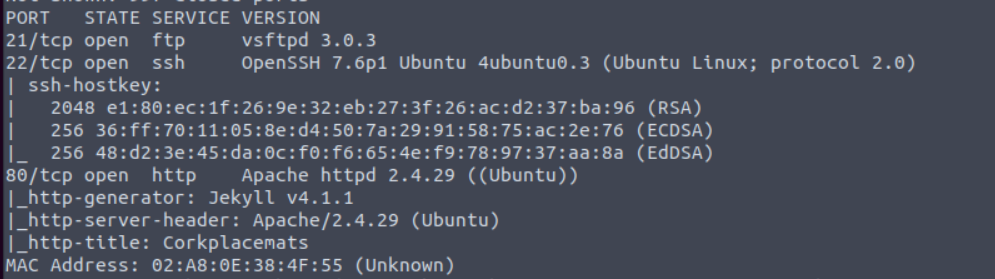 PORT   STATE SERVICE VERSION
21/tcp open  ftp     vsftpd 3.0.3
22/tcp open  ssh     OpenSSH 7.6p1 Ubuntu 4ubuntu0.3 (Ubuntu Linux; protocol 2.0)
| ssh-hostkey:
|   2048 e1:80:ec:1f:26:9e:32:eb:27:3f:26:ac:d2:37:ba:96 (RSA)
|   256 36:ff:70:11:05:8e:d4:50:7a:29:91:58:75:ac:2e:76 (ECDSA)
|_  256 48:d2:3e:45:da:0c:f0:f6:65:4e:f9:78:97:37:aa:8a (EdDSA)
80/tcp open  http    Apache httpd 2.4.29 ((Ubuntu))
|_http-generator: Jekyll v4.1.1
|_http-server-header: Apache/2.4.29 (Ubuntu)
|_http-title: Corkplacemats
MAC Address: 02:A8:0E:38:4F:55 (Unknown)